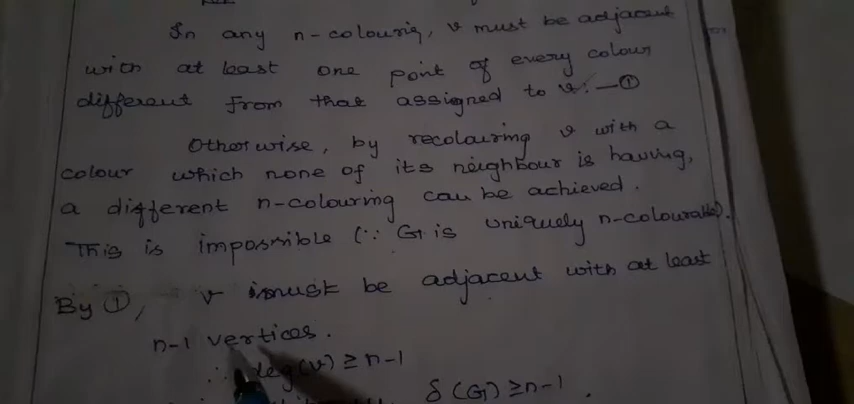 In any n-colourig, v must be adjacent
with at least one point of every colour
different from that assigned to v. —①
Otherwise, by recolouring v with a
colour which none of its neighbour is having,
a different n-colouring can be achieved.
This is impossible (∵ G is uniquely n-colourable).
By ①, v must be adjacent with at least
n-1 vertices.
∴ deg(v) ≥ n-1
δ(G) ≥ n-1.